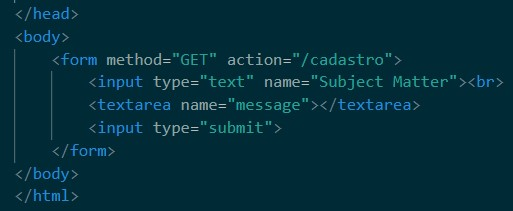 </head>
<body>
<form method="GET" action="/cadastro">
<input type="text" name="Subject Matter"><br>
<textarea name="message"></textarea>
<input type="submit">
</form>
</body>
</html>